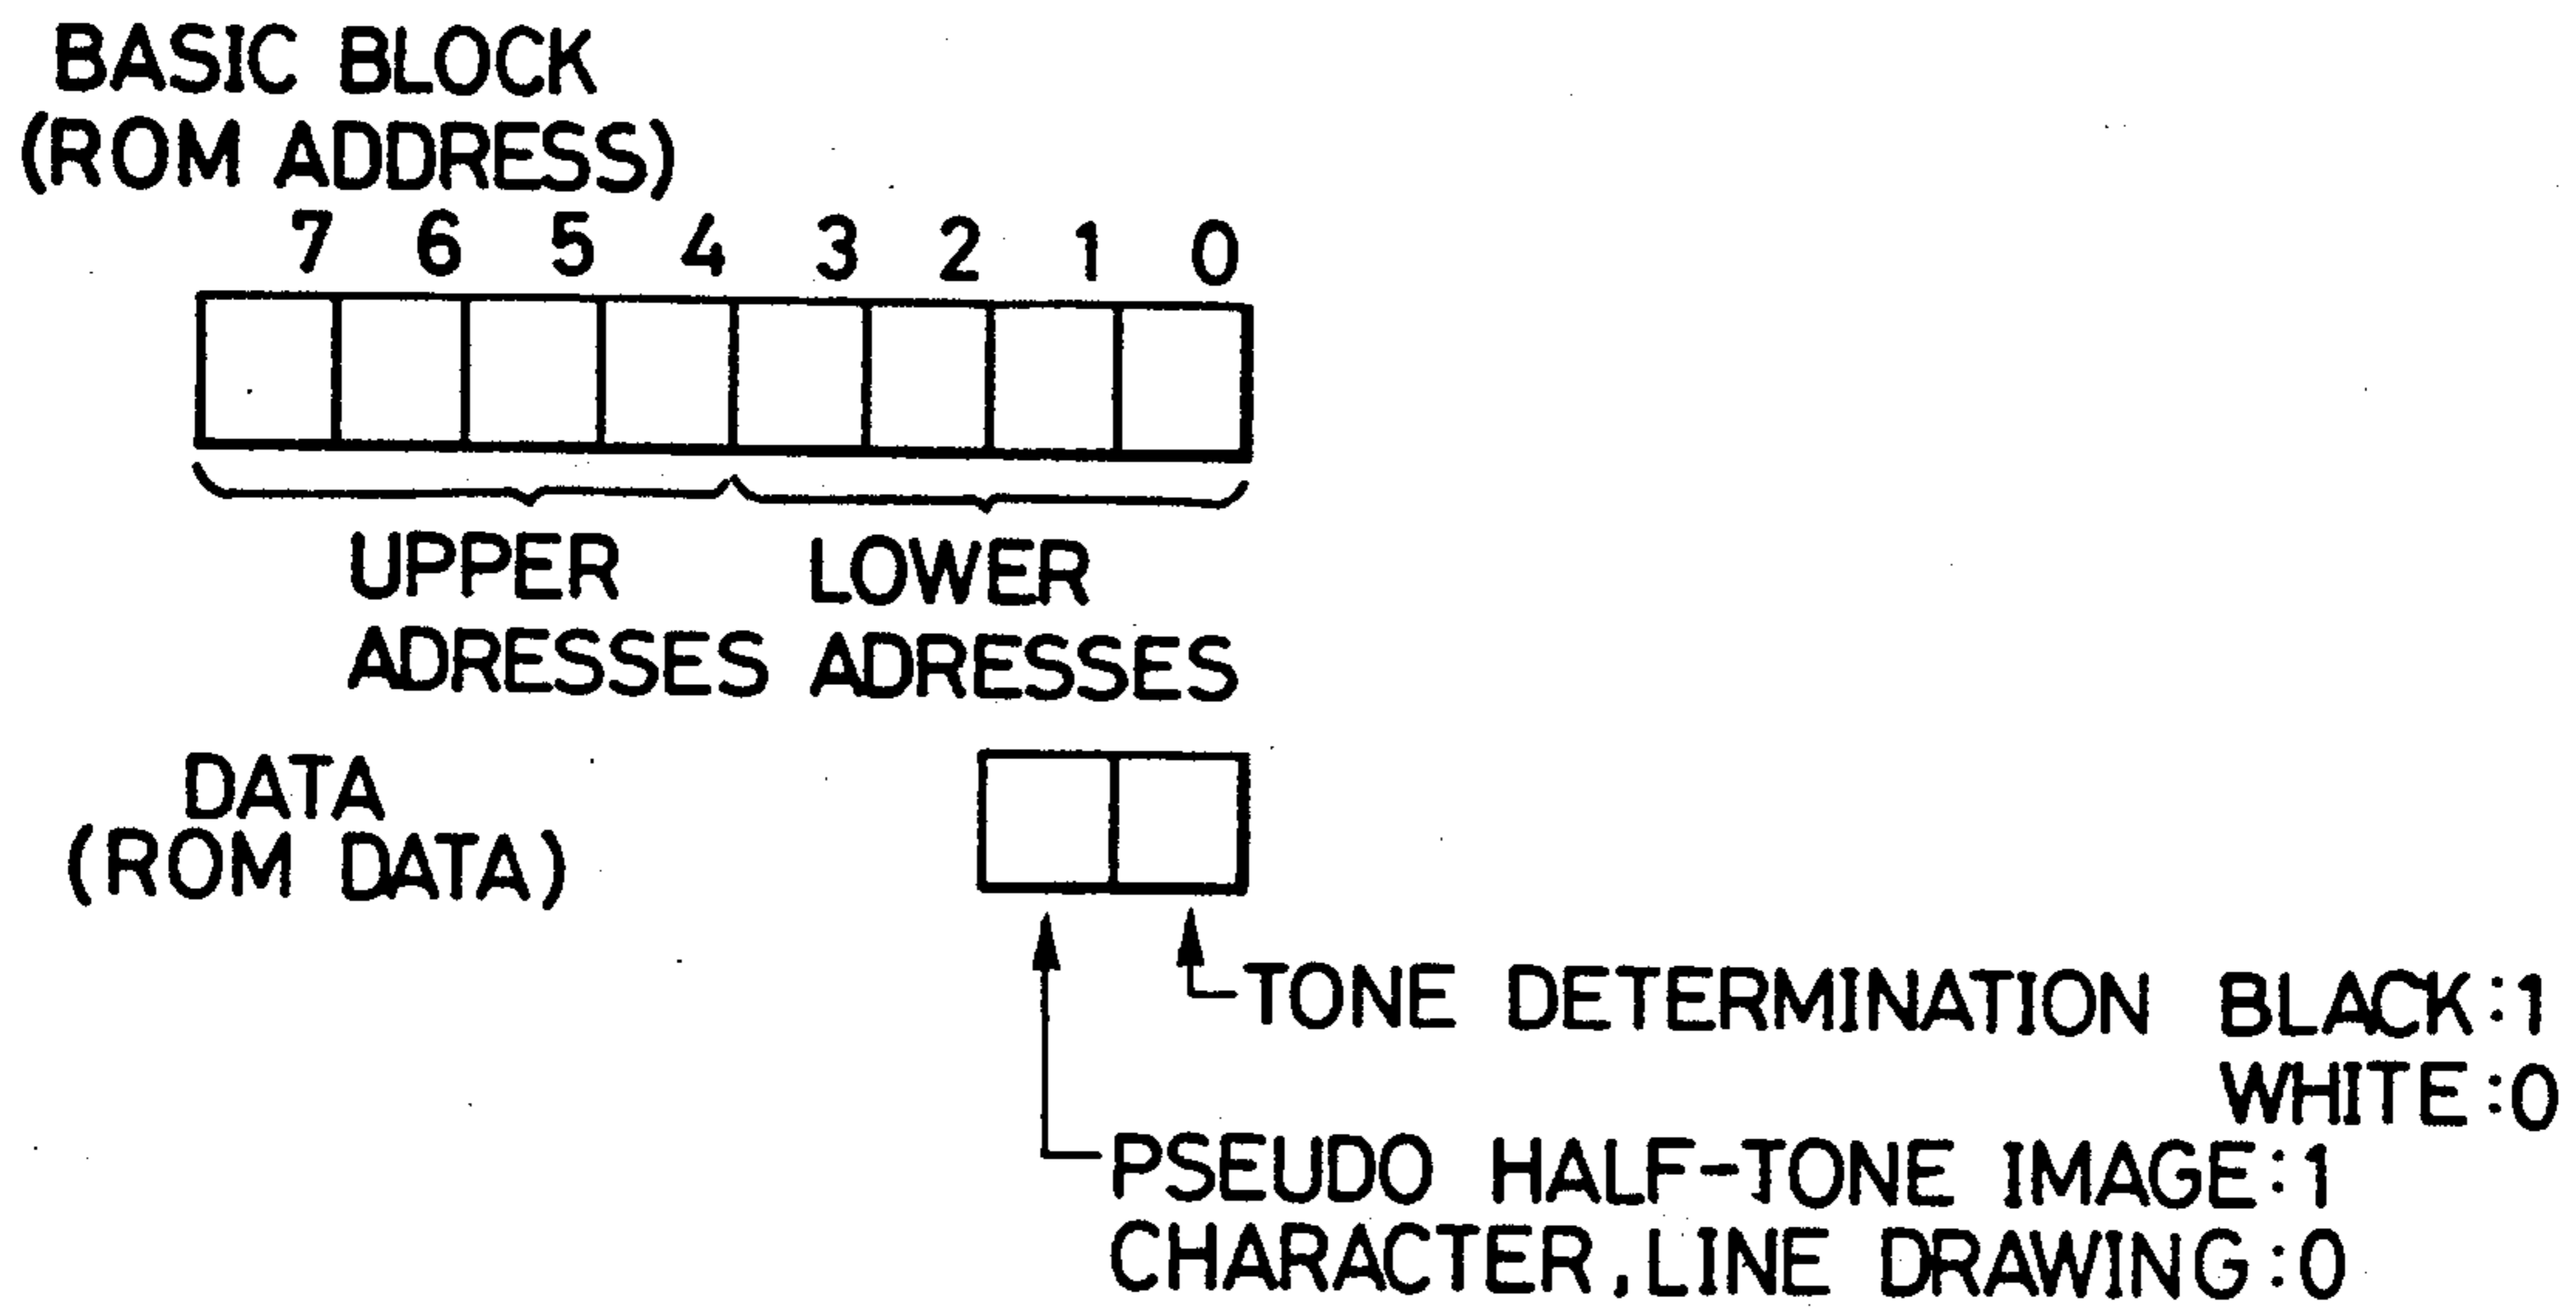 BASIC BLOCK
(ROM ADDRESS)
7 6 5 4 3 2 1 0
UPPER LOWER
ADRESSES ADRESSES
DATA
(ROM DATA)
TONE DETERMINATION BLACK:1
WHITE:0
PSEUDO HALF-TONE IMAGE:1
CHARACTER,LINE DRAWING:0